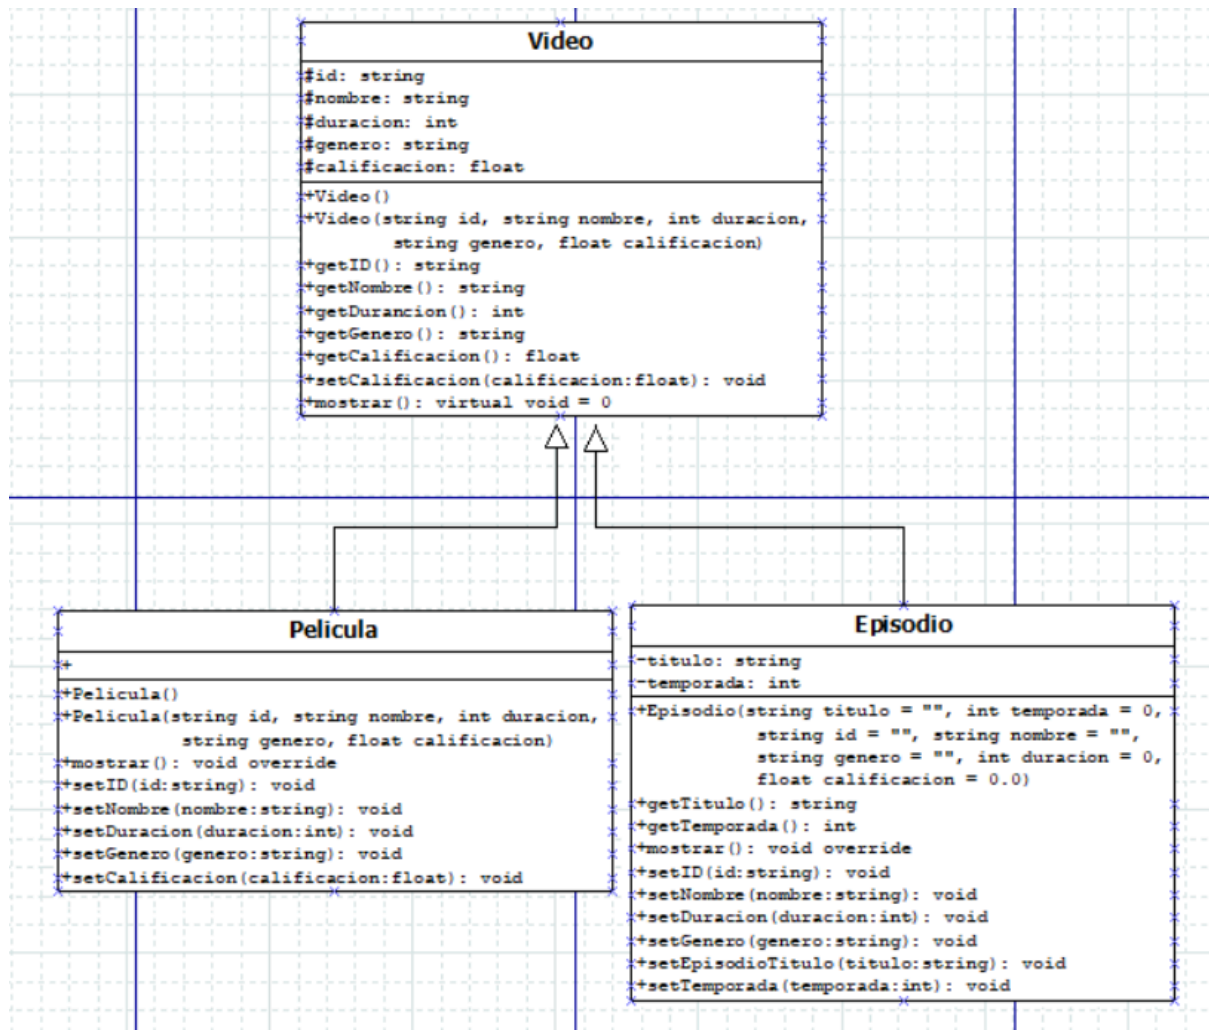 Video
#id: string
#nombre: string
#duracion: int
#genero: string
#calificacion: float
+Video()
+Video(string id, string nombre, int duracion,
string genero, float calificacion)
+getID(): string
+getNombre(): string
+getDurancion(): int
+getGenero(): string
+getCalificacion(): float
+setCalificacion(calificacion:float): void
+mostrar(): virtual void = 0
Pelicula
+
+Pelicula()
+Pelicula(string id, string nombre, int duracion,
string genero, float calificacion)
+mostrar(): void override
+setID(id:string): void
+setNombre(nombre:string): void
+setDuracion(duracion:int): void
+setGenero(genero:string): void
+setCalificacion(calificacion:float): void
Episodio
-titulo: string
-temporada: int
+Episodio(string titulo = "", int temporada = 0,
string id = "", string nombre = "",
string genero = "", int duracion = 0,
float calificacion = 0.0)
+getTitulo(): string
+getTemporada(): int
+mostrar(): void override
+setID(id:string): void
+setNombre(nombre:string): void
+setDuracion(duracion:int): void
+setGenero(genero:string): void
+setEpisodioTitulo(titulo:string): void
+setTemporada(temporada:int): void